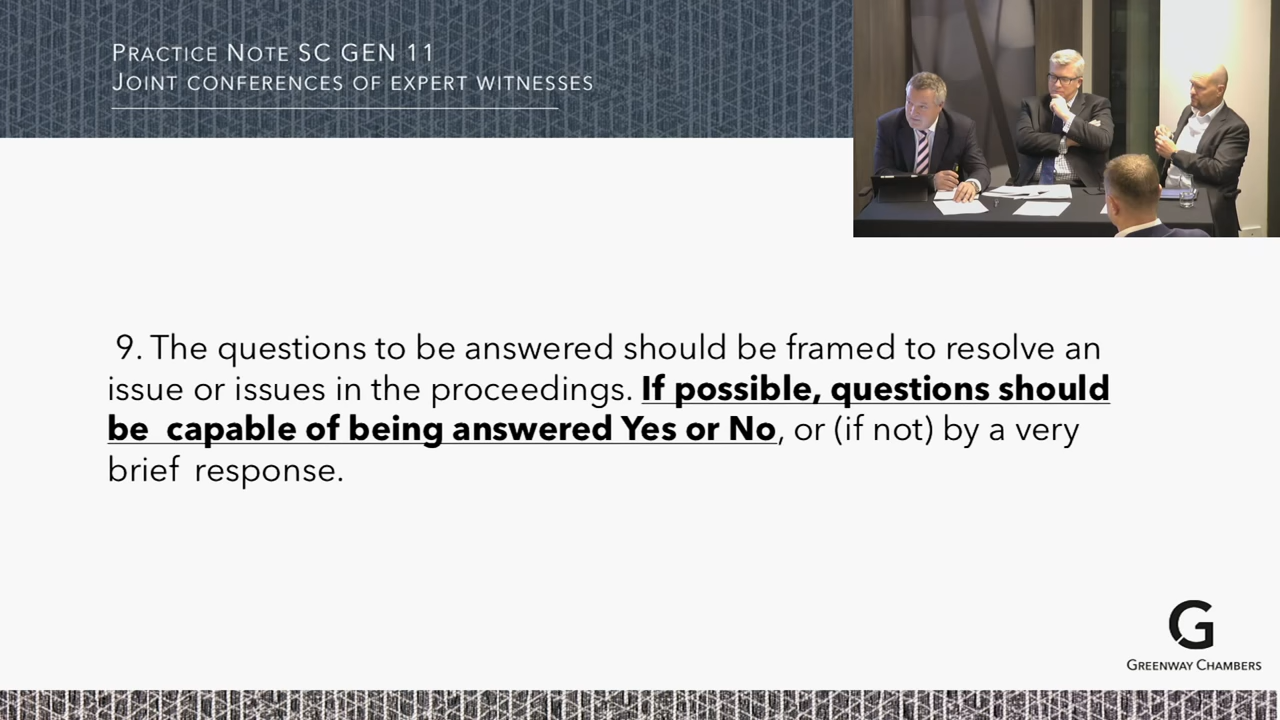 PRACTICE NOTE SC GEN 11
JOINT CONFERENCES OF EXPERT WITNESSES
9. The questions to be answered should be framed to resolve an
issue or issues in the proceedings. If possible, questions should
be  capable of being answered Yes or No, or (if not) by a very
brief  response.
G
GREENWAY CHAMBERS